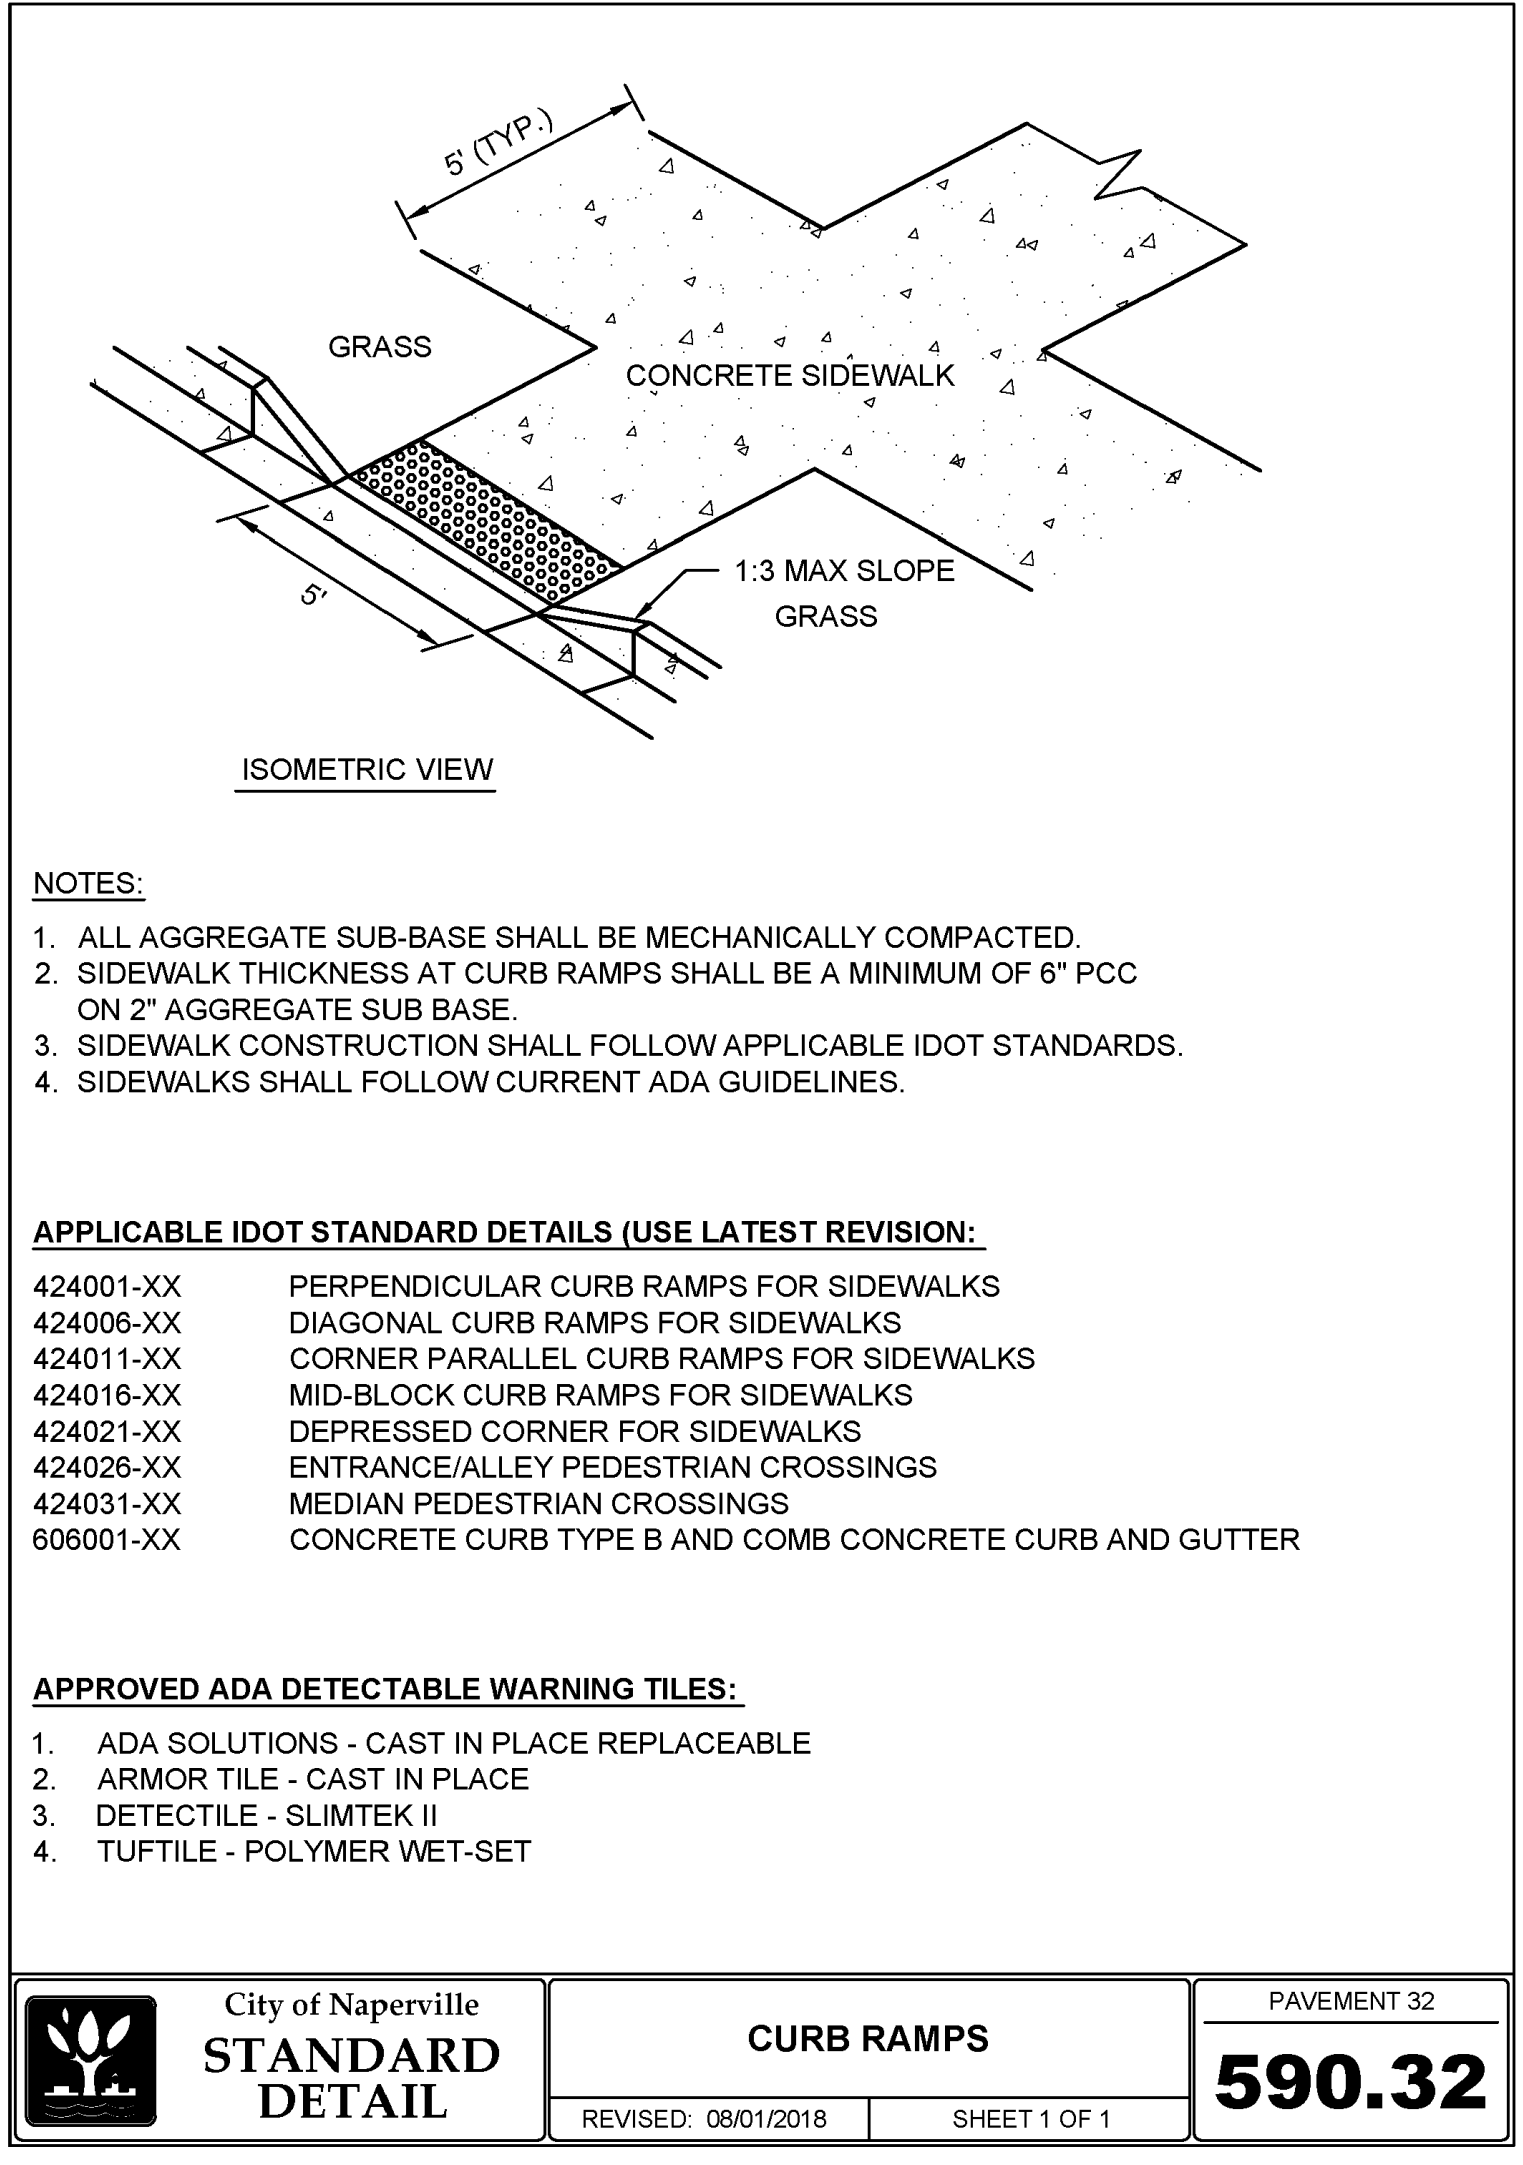 5' (TYP.)
GRASS
CONCRETE SIDEWALK
5'
1:3 MAX SLOPE
GRASS
ISOMETRIC VIEW
NOTES:
1. ALL AGGREGATE SUB-BASE SHALL BE MECHANICALLY COMPACTED.
2. SIDEWALK THICKNESS AT CURB RAMPS SHALL BE A MINIMUM OF 6" PCC
ON 2" AGGREGATE SUB BASE.
3. SIDEWALK CONSTRUCTION SHALL FOLLOW APPLICABLE IDOT STANDARDS.
4. SIDEWALKS SHALL FOLLOW CURRENT ADA GUIDELINES.
APPLICABLE IDOT STANDARD DETAILS (USE LATEST REVISION:
424001-XX PERPENDICULAR CURB RAMPS FOR SIDEWALKS
424006-XX DIAGONAL CURB RAMPS FOR SIDEWALKS
424011-XX CORNER PARALLEL CURB RAMPS FOR SIDEWALKS
424016-XX MID-BLOCK CURB RAMPS FOR SIDEWALKS
424021-XX DEPRESSED CORNER FOR SIDEWALKS
424026-XX ENTRANCE/ALLEY PEDESTRIAN CROSSINGS
424031-XX MEDIAN PEDESTRIAN CROSSINGS
606001-XX CONCRETE CURB TYPE B AND COMB CONCRETE CURB AND GUTTER
APPROVED ADA DETECTABLE WARNING TILES:
1. ADA SOLUTIONS - CAST IN PLACE REPLACEABLE
2. ARMOR TILE - CAST IN PLACE
3. DETECTILE - SLIMTEK II
4. TUFTILE - POLYMER WET-SET
City of Naperville
STANDARD
DETAIL
CURB RAMPS
REVISED: 08/01/2018
SHEET 1 OF 1
PAVEMENT 32
590.32